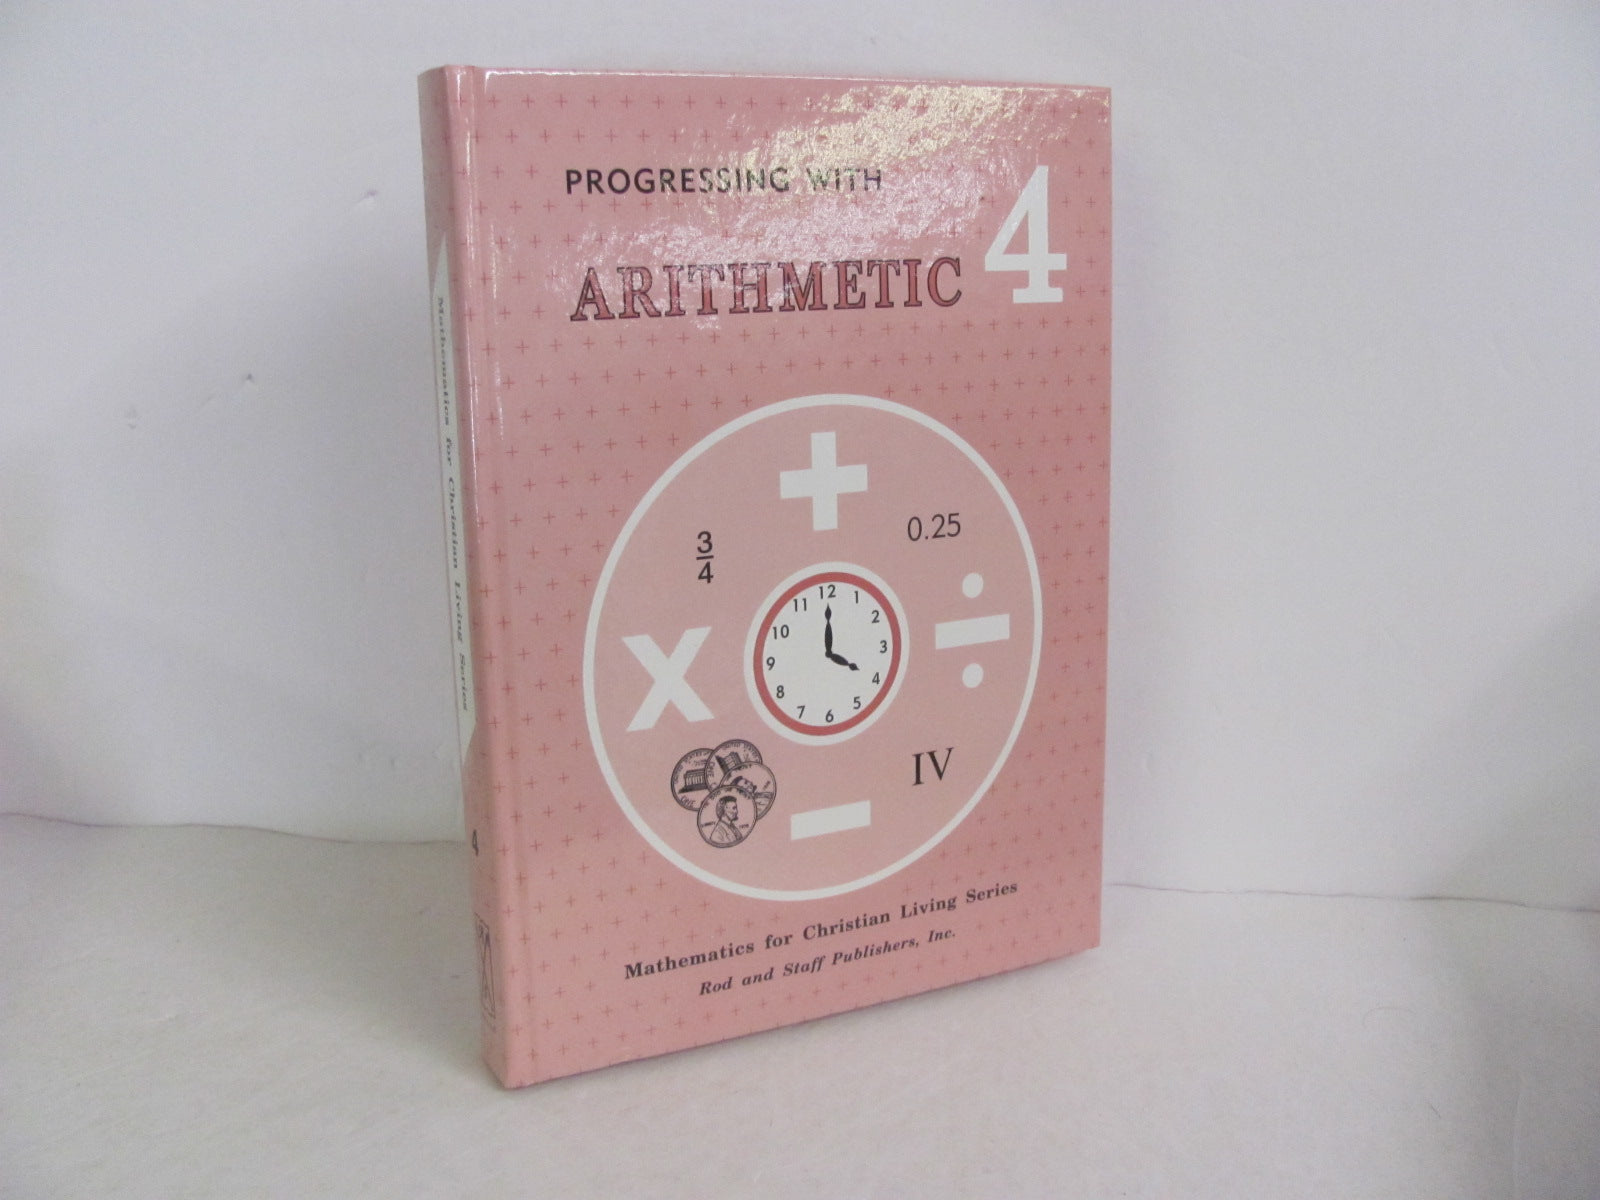 PROGRESSING WITH
4
ARITHMETIC
3
4
0.25
12
11 1
10 2
9 3
8 4
7 5
6
x
÷
+
−
IV
Mathematics for Christian Living Series
Rod and Staff Publishers, Inc.
Mathematics for Christian Living Series
4